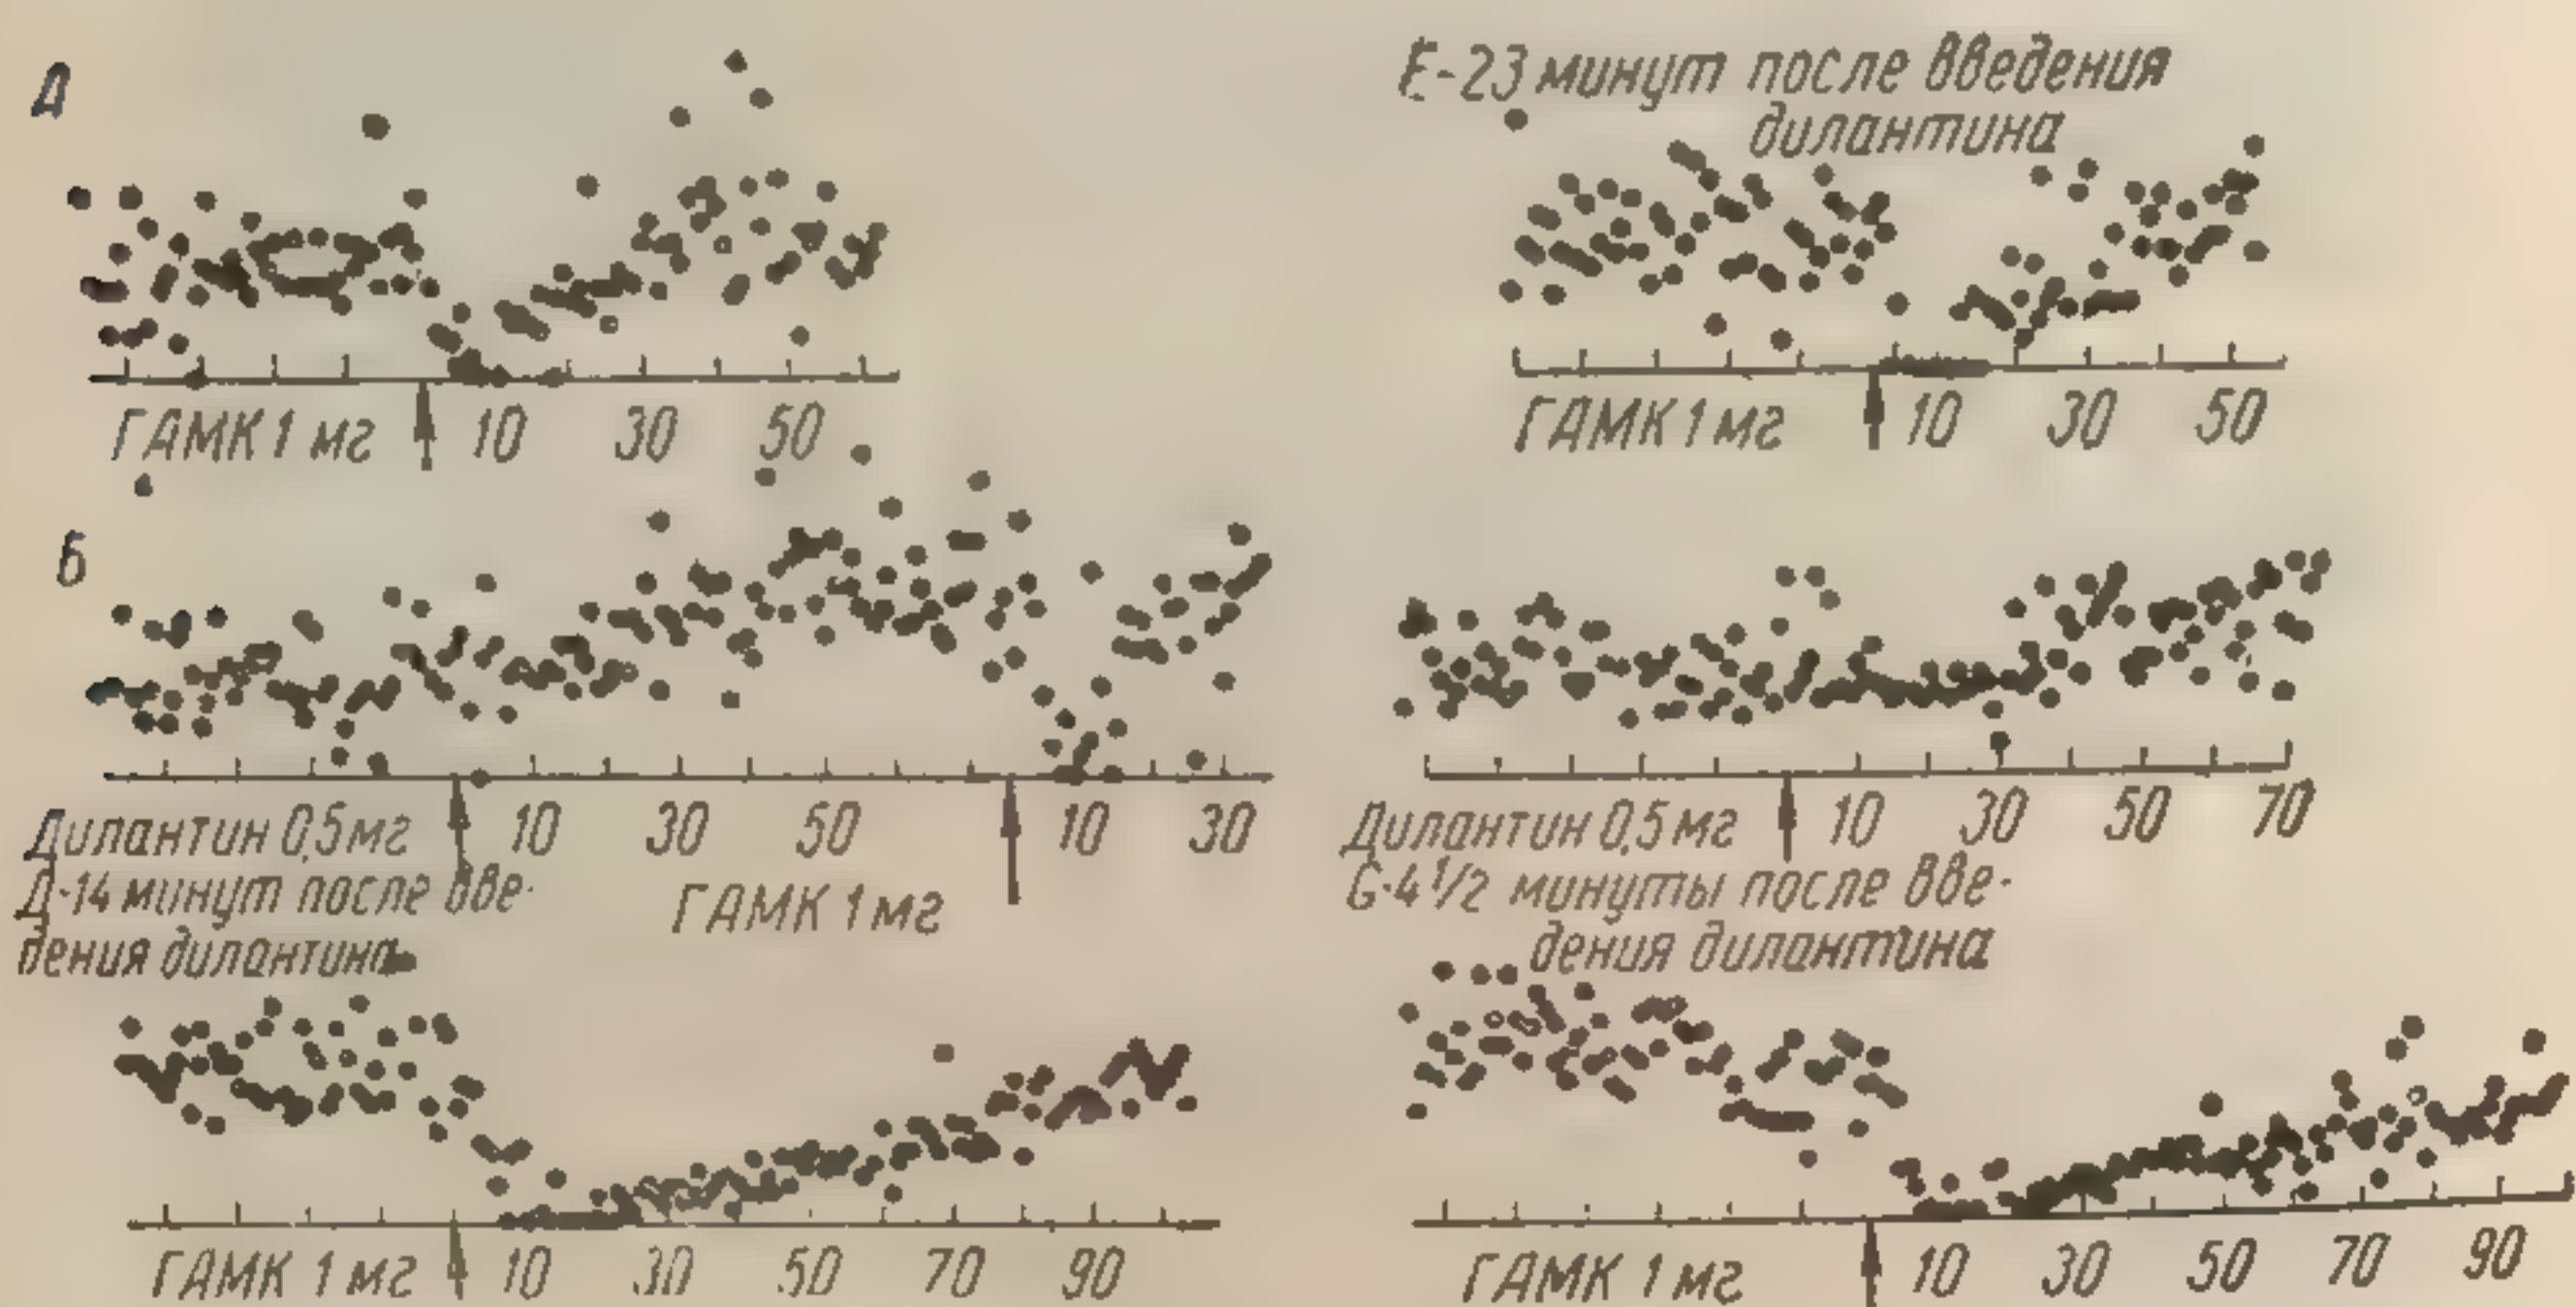 А
ГАМК 1 мг 10 30 50
Б
Дилантин 0,5 мг 10 30 50 10 30
ГАМК 1 мг
Д-14 минут после вве-
дения дилантина
ГАМК 1 мг 10 30 50 70 90
E-23 минут после введения
дилантина
ГАМК 1 мг 10 30 50
Дилантин 0,5 мг 10 30 50 70
G-4 1/2 минуты после вве-
дения дилантина
ГАМК 1 мг 10 30 50 70 90